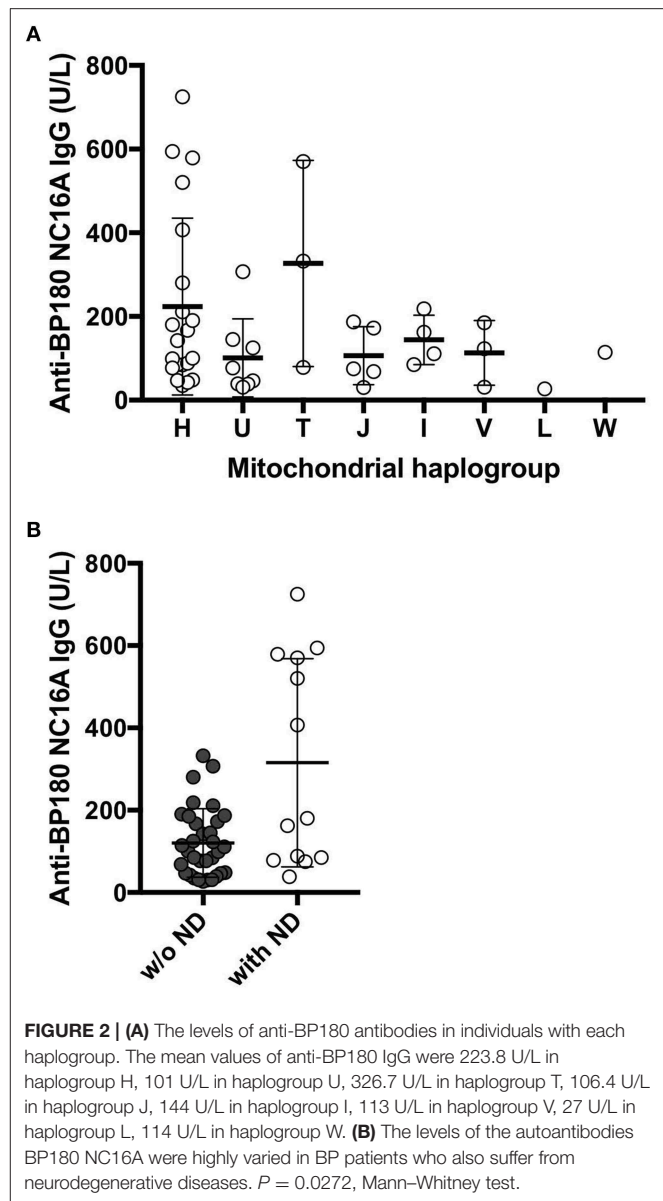 A
Anti-BP180 NC16A IgG (U/L)
800
600
400
200
0
H U T J I V L W
Mitochondrial haplogroup
B
Anti-BP180 NC16A IgG (U/L)
800
600
400
200
0
w/o ND with ND
FIGURE 2 | (A) The levels of anti-BP180 antibodies in individuals with each
haplogroup. The mean values of anti-BP180 IgG were 223.8 U/L in
haplogroup H, 101 U/L in haplogroup U, 326.7 U/L in haplogroup T, 106.4 U/L
in haplogroup J, 144 U/L in haplogroup I, 113 U/L in haplogroup V, 27 U/L in
haplogroup L, 114 U/L in haplogroup W. (B) The levels of the autoantibodies
BP180 NC16A were highly varied in BP patients who also suffer from
neurodegenerative diseases. P = 0.0272, Mann–Whitney test.